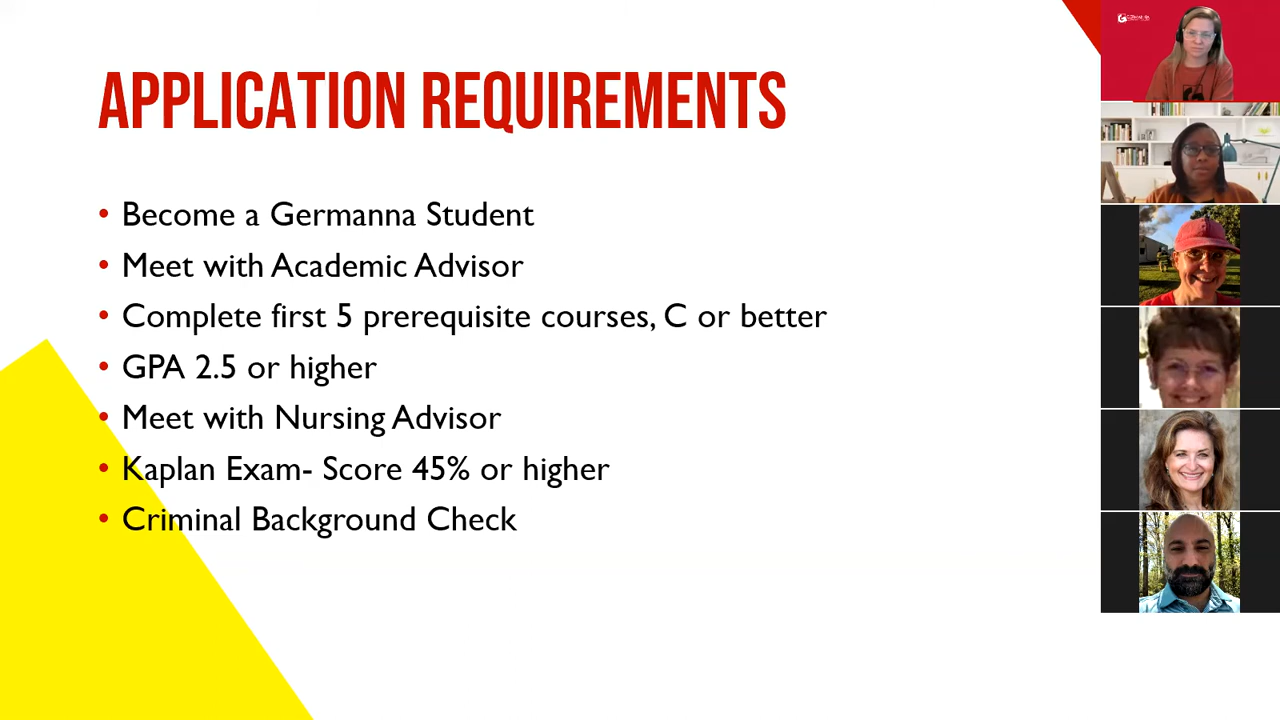 APPLICATION REQUIREMENTS
• Become a Germanna Student
• Meet with Academic Advisor
• Complete first 5 prerequisite courses, C or better
• GPA 2.5 or higher
• Meet with Nursing Advisor
• Kaplan Exam- Score 45% or higher
• Criminal Background Check